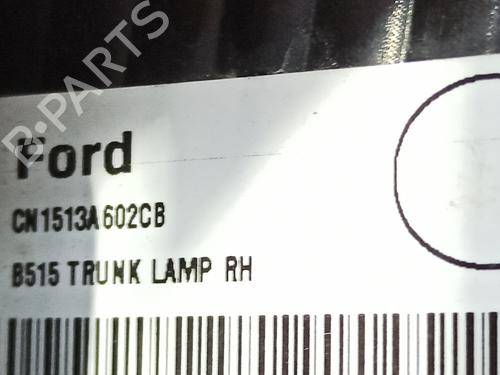 B-PARTS
Ford
CN1513A602CB
B515 TRUNK LAMP RH